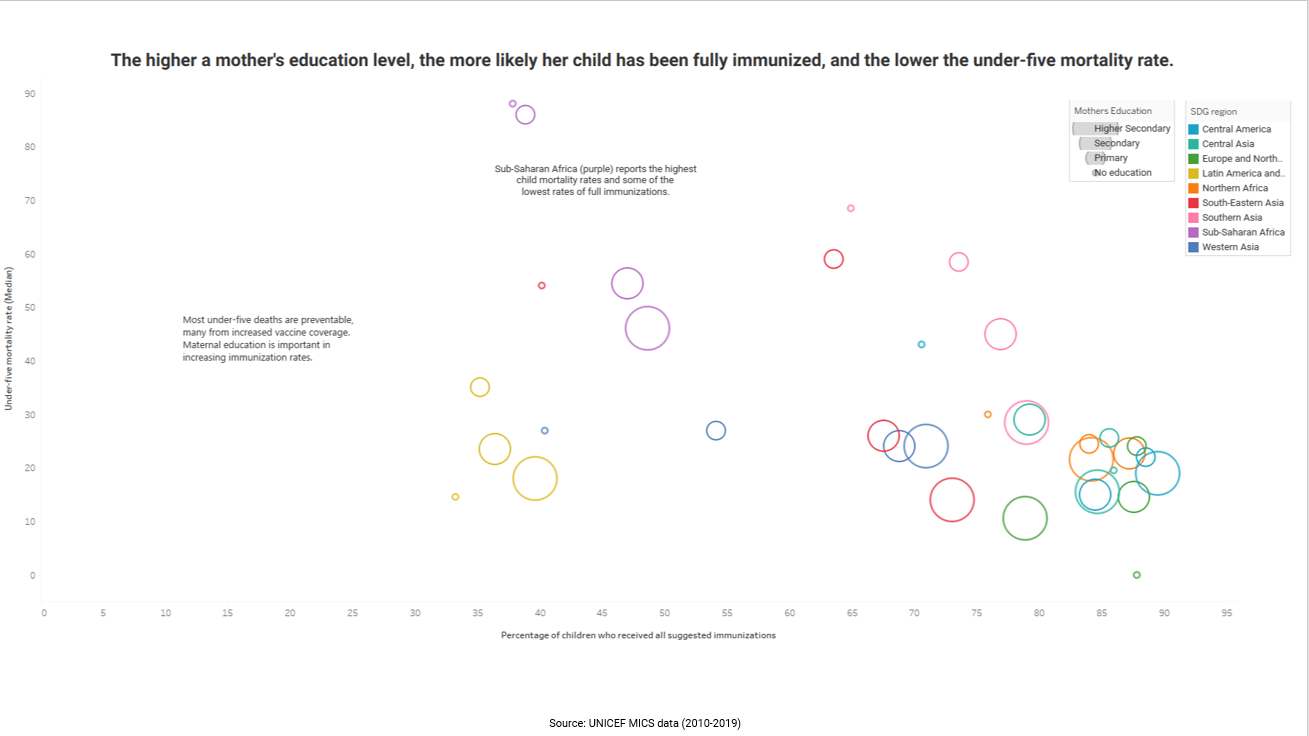 The higher a mother's education level, the more likely her child has been fully immunized, and the lower the under-five mortality rate.
90
80
70
60
50
40
30
20
10
0
Under-five mortality rate (Median)
Sub-Saharan Africa (purple) reports the highest
child mortality rates and some of the
lowest rates of full immunizations.
Most under-five deaths are preventable,
many from increased vaccine coverage.
Maternal education is important in
increasing immunization rates.
Mothers Education
Higher Secondary
Secondary
Primary
No education
SDG region
Central America
Central Asia
Europe and North..
Latin America and..
Northern Africa
South-Eastern Asia
Southern Asia
Sub-Saharan Africa
Western Asia
0 5 10 15 20 25 30 35 40 45 50 55 60 65 70 75 80 85 90 95
Percentage of children who received all suggested immunizations
Source: UNICEF MICS data (2010-2019)